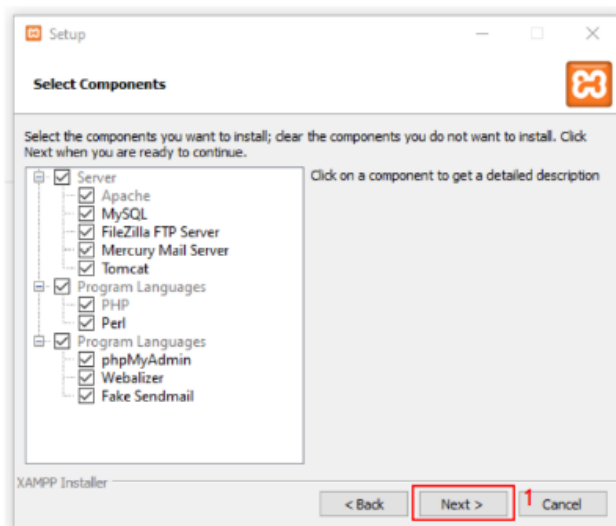 Setup
Select Components
Select the components you want to install; clear the components you do not want to install. Click
Next when you are ready to continue.
Server
Apache
MySQL
FileZilla FTP Server
Mercury Mail Server
Tomcat
Program Languages
PHP
Perl
Program Languages
phpMyAdmin
Webalizer
Fake Sendmail
Click on a component to get a detailed description
XAMPP Installer
< Back Next > 1 Cancel